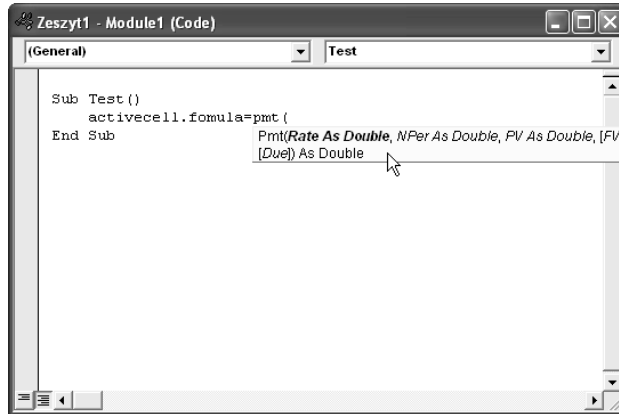 Zeszyt1 - Module1 (Code)
(General) Test
Sub Test()
activecell.fomula=pmt(
End Sub
Pmt(Rate As Double, NPer As Double, PV As Double, [FV
[Due]) As Double